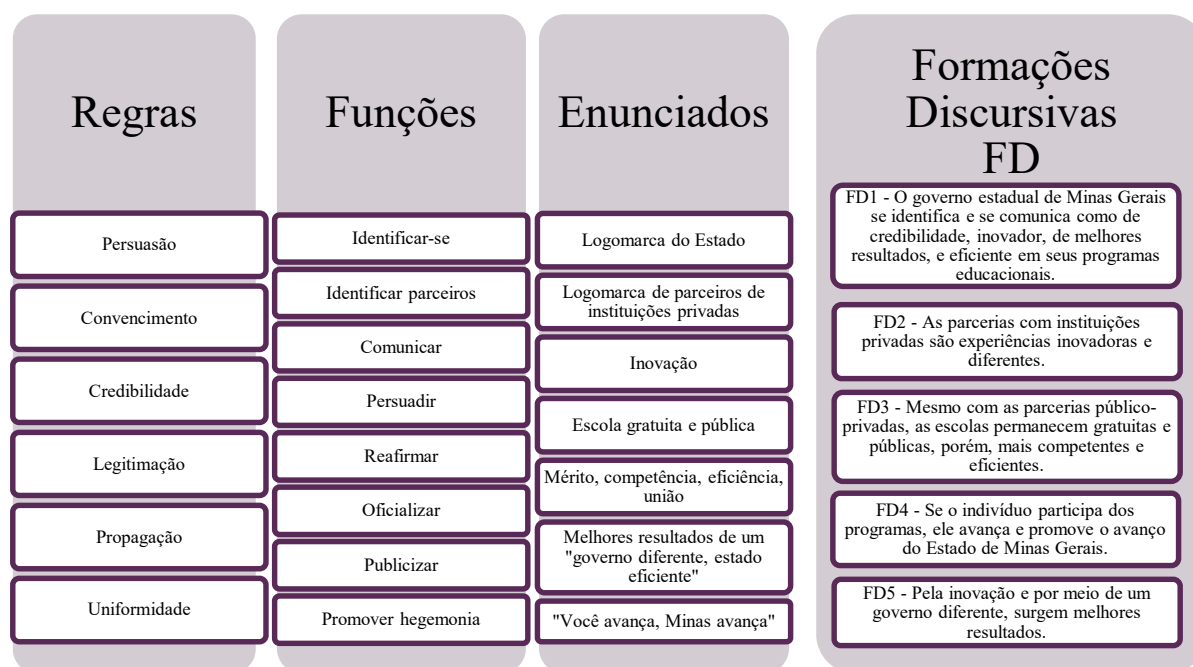 Regras
Persuasão
Convencimento
Credibilidade
Legitimação
Propagação
Uniformidade
Funções
Identificar-se
Identificar parceiros
Comunicar
Persuadir
Reafirmar
Oficializar
Publicizar
Promover hegemonia
Enunciados
Logomarca do Estado
Logomarca de parceiros de
instituições privadas
Inovação
Escola gratuita e pública
Mérito, competência, eficiência,
união
Melhores resultados de um
"governo diferente, estado
eficiente"
"Você avança, Minas avança"
Formações
Discursivas
FD
FD1 - O governo estadual de Minas Gerais
se identifica e se comunica como de
credibilidade, inovador, de melhores
resultados, e eficiente em seus programas
educacionais.
FD2 - As parcerias com instituições
privadas são experiências inovadoras e
diferentes.
FD3 - Mesmo com as parcerias público-
privadas, as escolas permanecem gratuitas e
públicas, porém, mais competentes e
eficientes.
FD4 - Se o indivíduo participa dos
programas, ele avança e promove o avanço
do Estado de Minas Gerais.
FD5 - Pela inovação e por meio de um
governo diferente, surgem melhores
resultados.